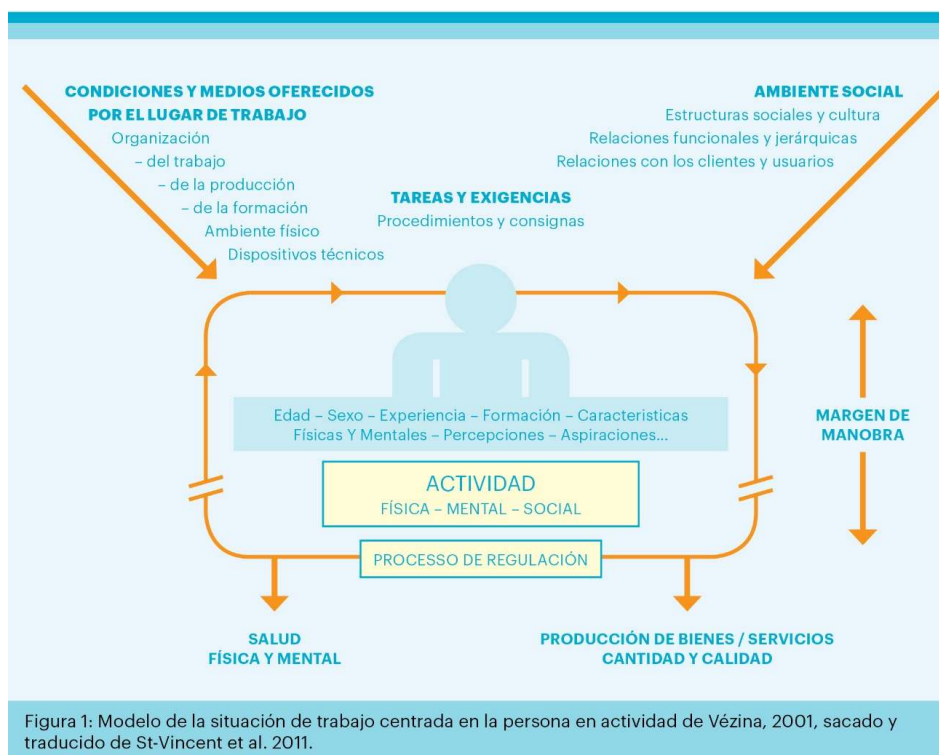 CONDICIONES Y MEDIOS OFERECIDOS
POR EL LUGAR DE TRABAJO
Organización
– del trabajo
– de la producción
– de la formación
Ambiente físico
Dispositivos técnicos
TAREAS Y EXIGENCIAS
Procedimientos y consignas
AMBIENTE SOCIAL
Estructuras sociales y cultura
Relaciones funcionales y jerárquicas
Relaciones con los clientes y usuarios
Edad – Sexo – Experiencia – Formación – Caracteristicas
Físicas Y Mentales – Percepciones – Aspiraciones...
ACTIVIDAD
FÍSICA – MENTAL – SOCIAL
PROCESSO DE REGULACIÓN
MARGEN DE
MANOBRA
SALUD
FÍSICA Y MENTAL
PRODUCCIÓN DE BIENES / SERVICIOS
CANTIDAD Y CALIDAD
Figura 1: Modelo de la situación de trabajo centrada en la persona en actividad de Vézina, 2001, sacado y
traducido de St-Vincent et al. 2011.